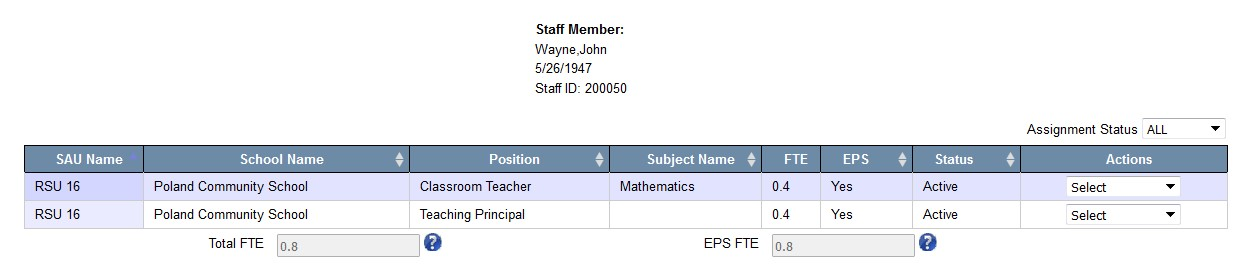 Staff Member:
Wayne,John
5/26/1947
Staff ID: 200050
Assignment Status ALL
SAU Name School Name Position Subject Name FTE EPS Status Actions
RSU 16 Poland Community School Classroom Teacher Mathematics 0.4 Yes Active Select
RSU 16 Poland Community School Teaching Principal 0.4 Yes Active Select
Total FTE 0.8 ? EPS FTE 0.8 ?